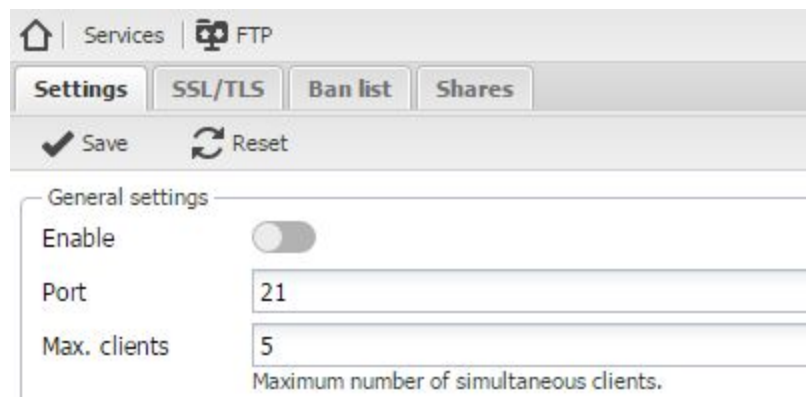 Services FTP
Settings SSL/TLS Ban list Shares
Save Reset
General settings
Enable
Port 21
Max. clients 5
Maximum number of simultaneous clients.